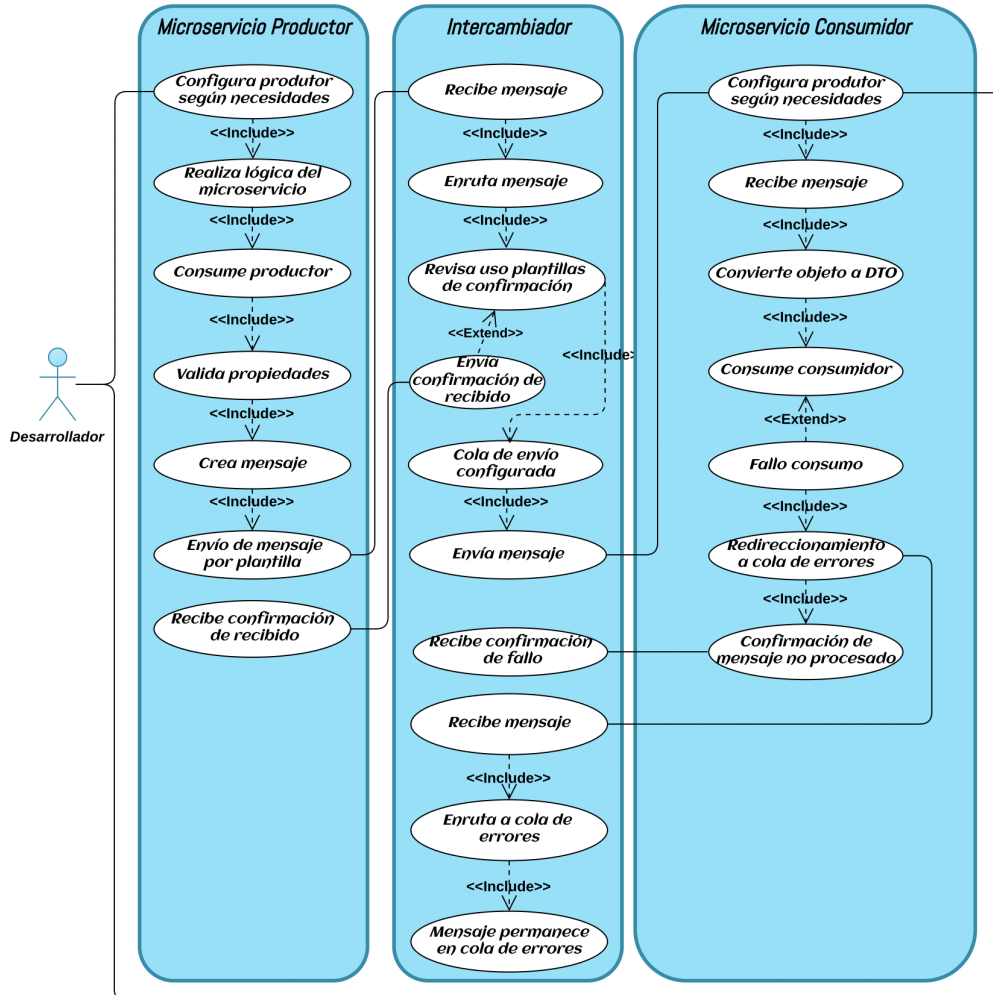 Microservicio Productor
Configura produtor
según necesidades
<<Include>>
Realiza lógica del
microservicio
<<Include>>
Consume productor
<<Include>>
Valida propiedades
<<Include>>
Crea mensaje
<<Include>>
Envío de mensaje
por plantilla
Recibe confirmación
de recibido
Desarrollador
Intercambiador
Recibe mensaje
<<Include>>
Enruta mensaje
<<Include>>
Revisa uso plantillas
de confirmación
<<Extend>>
<<Include>
Envía
confirmación de
recibido
Cola de envío
configurada
<<Include>>
Envía mensaje
Recibe confirmación
de fallo
Recibe mensaje
<<Include>>
Enruta a cola de
errores
<<Include>>
Mensaje permanece
en cola de errores
Microservicio Consumidor
Configura produtor
según necesidades
<<Include>>
Recibe mensaje
<<Include>>
Convierte objeto a DTO
<<Include>>
Consume consumidor
<<Extend>>
Fallo consumo
<<Include>>
Redireccionamiento
a cola de errores
<<Include>>
Confirmación de
mensaje no procesado